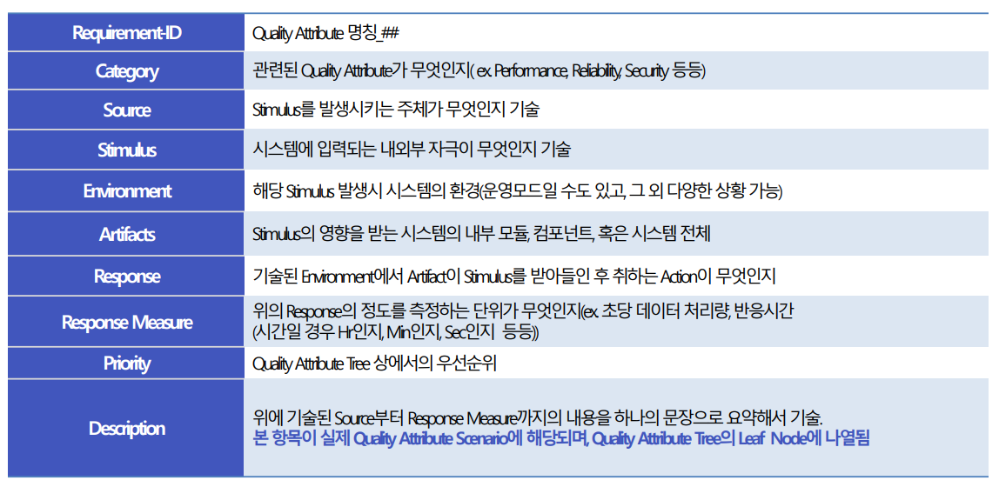 Requirement-ID Quality Attribute 명칭_##
Category 관련된 Quality Attribute가 무엇인지( ex. Performance, Reliability, Security 등등)
Source Stimulus를 발생시키는 주체가 무엇인지 기술
Stimulus 시스템에 입력되는 내외부 자극이 무엇인지 기술
Environment 해당 Stimulus 발생시 시스템의 환경(운영모드일 수도 있고, 그 외 다양한 상황 가능)
Artifacts Stimulus의 영향을 받는 시스템의 내부 모듈, 컴포넌트, 혹은 시스템 전체
Response 기술된 Environment에서 Artifact이 Stimulus를 받아들인 후 취하는 Action이 무엇인지
Response Measure 위의 Response의 정도를 측정하는 단위가 무엇인지(ex. 초당 데이터 처리량, 반응시간
(시간일 경우 Hr인지, Min인지, Sec인지 등등))
Priority Quality Attribute Tree 상에서의 우선순위
Description 위에 기술된 Source부터 Response Measure까지의 내용을 하나의 문장으로 요약해서 기술.
본 항목이 실제 Quality Attribute Scenario에 해당되며, Quality Attribute Tree의 Leaf Node에 나열됨